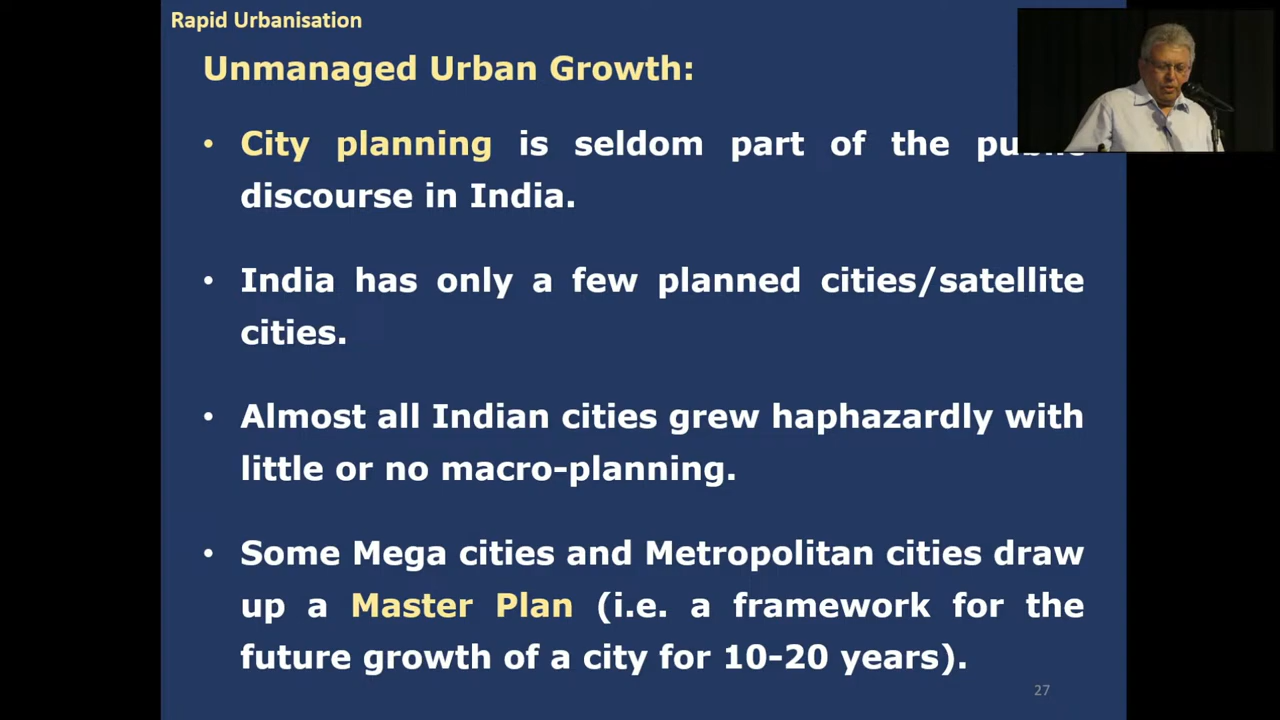 Rapid Urbanisation
Unmanaged Urban Growth:
• City planning is seldom part of the public
discourse in India.
• India has only a few planned cities/satellite
cities.
• Almost all Indian cities grew haphazardly with
little or no macro-planning.
• Some Mega cities and Metropolitan cities draw
up a Master Plan (i.e. a framework for the
future growth of a city for 10-20 years).
27